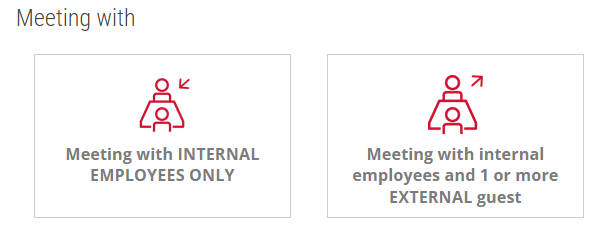 Meeting with
Meeting with INTERNAL
EMPLOYEES ONLY
Meeting with internal
employees and 1 or more
EXTERNAL guest